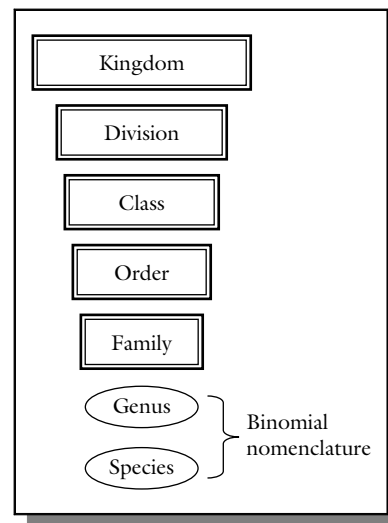 Kingdom
Division
Class
Order
Family
Genus
Species
Binomial
nomenclature